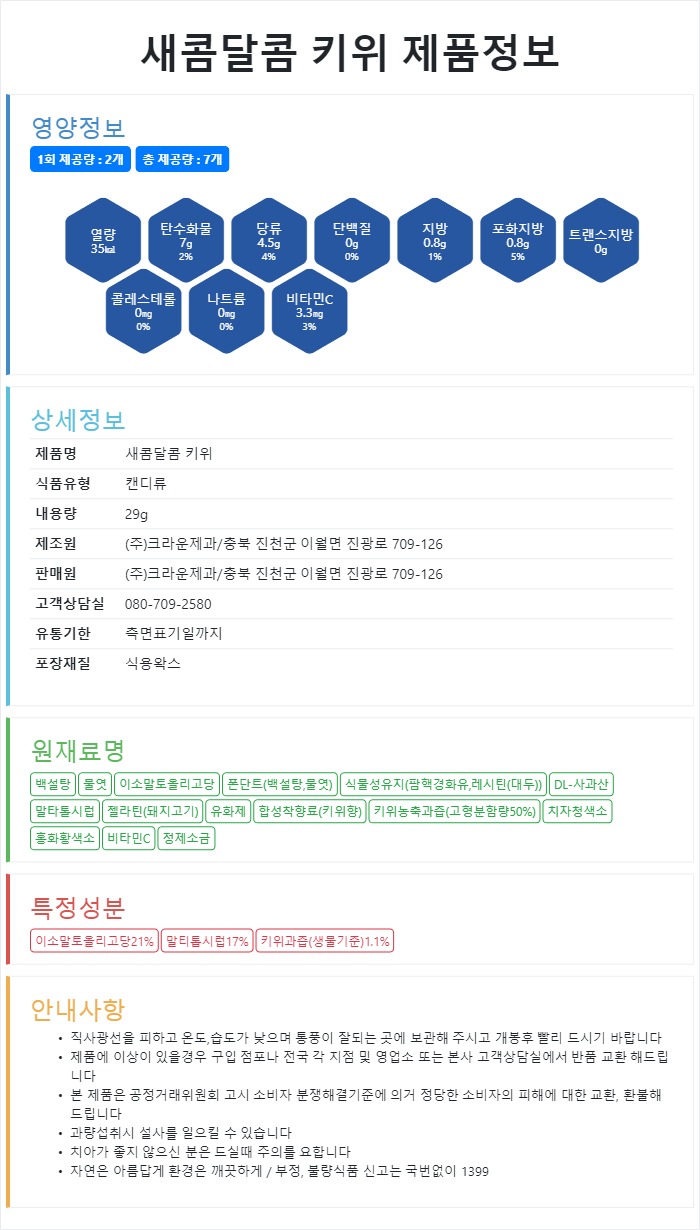 새콤달콤 키위 제품정보
영양정보
1회 제공량 : 2개 총 제공량 : 7개
열량
35㎉
탄수화물
7g
2%
당류
4.5g
4%
단백질
0g
0%
지방
0.8g
1%
포화지방
0.8g
5%
트랜스지방
0g
콜레스테롤
0㎎
0%
나트륨
0㎎
0%
비타민C
3.3㎎
3%
상세정보
제품명 새콤달콤 키위
식품유형 캔디류
내용량 29g
제조원 (주)크라운제과/충북 진천군 이월면 진광로 709-126
판매원 (주)크라운제과/충북 진천군 이월면 진광로 709-126
고객상담실 080-709-2580
유통기한 측면표기일까지
포장재질 식용왁스
원재료명
백설탕 물엿 이소말토올리고당 폰단트(백설탕,물엿) 식물성유지(팜핵경화유,레시틴(대두)) DL-사과산
말타톨시럽 젤라틴(돼지고기) 유화제 합성착향료(키위향) 키위농축과즙(고형분함량50%) 치자청색소
홍화황색소 비타민C 정제소금
특정성분
이소말토올리고당21% 말티톨시럽17% 키위과즙(생물기준)1.1%
안내사항
• 직사광선을 피하고 온도,습도가 낮으며 통풍이 잘되는 곳에 보관해 주시고 개봉후 빨리 드시기 바랍니다
• 제품에 이상이 있을경우 구입 점포나 전국 각 지점 및 영업소 또는 본사 고객상담실에서 반품 교환 해드립
니다
• 본 제품은 공정거래위원회 고시 소비자 분쟁해결기준에 의거 정당한 소비자의 피해에 대한 교환, 환불해
드립니다
• 과량섭취시 설사를 일으킬 수 있습니다
• 치아가 좋지 않으신 분은 드실때 주의를 요합니다
• 자연은 아름답게 환경은 깨끗하게 / 부정, 불량식품 신고는 국번없이 1399